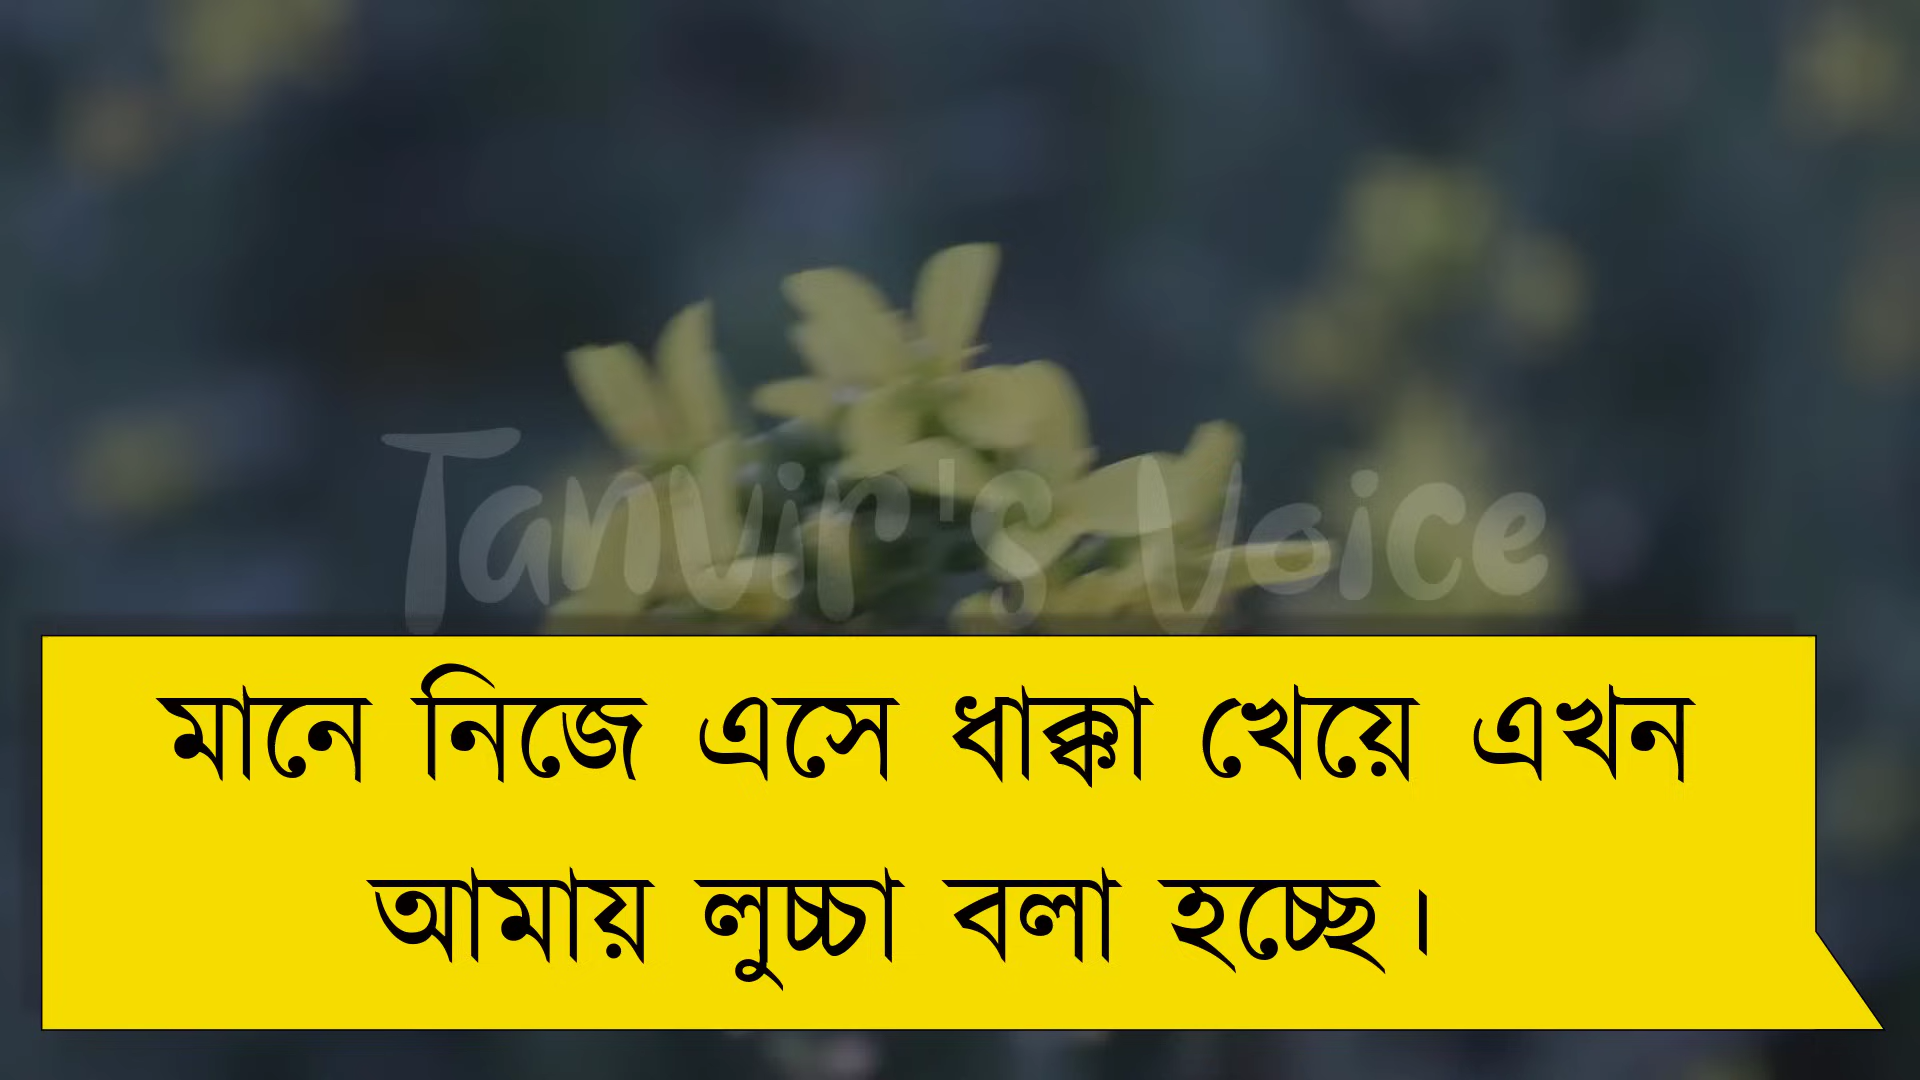 Tanvir's Voice
মানে নিজে এসে ধাক্কা খেয়ে এখন
আমায় লুচ্চা বলা হচ্ছে।